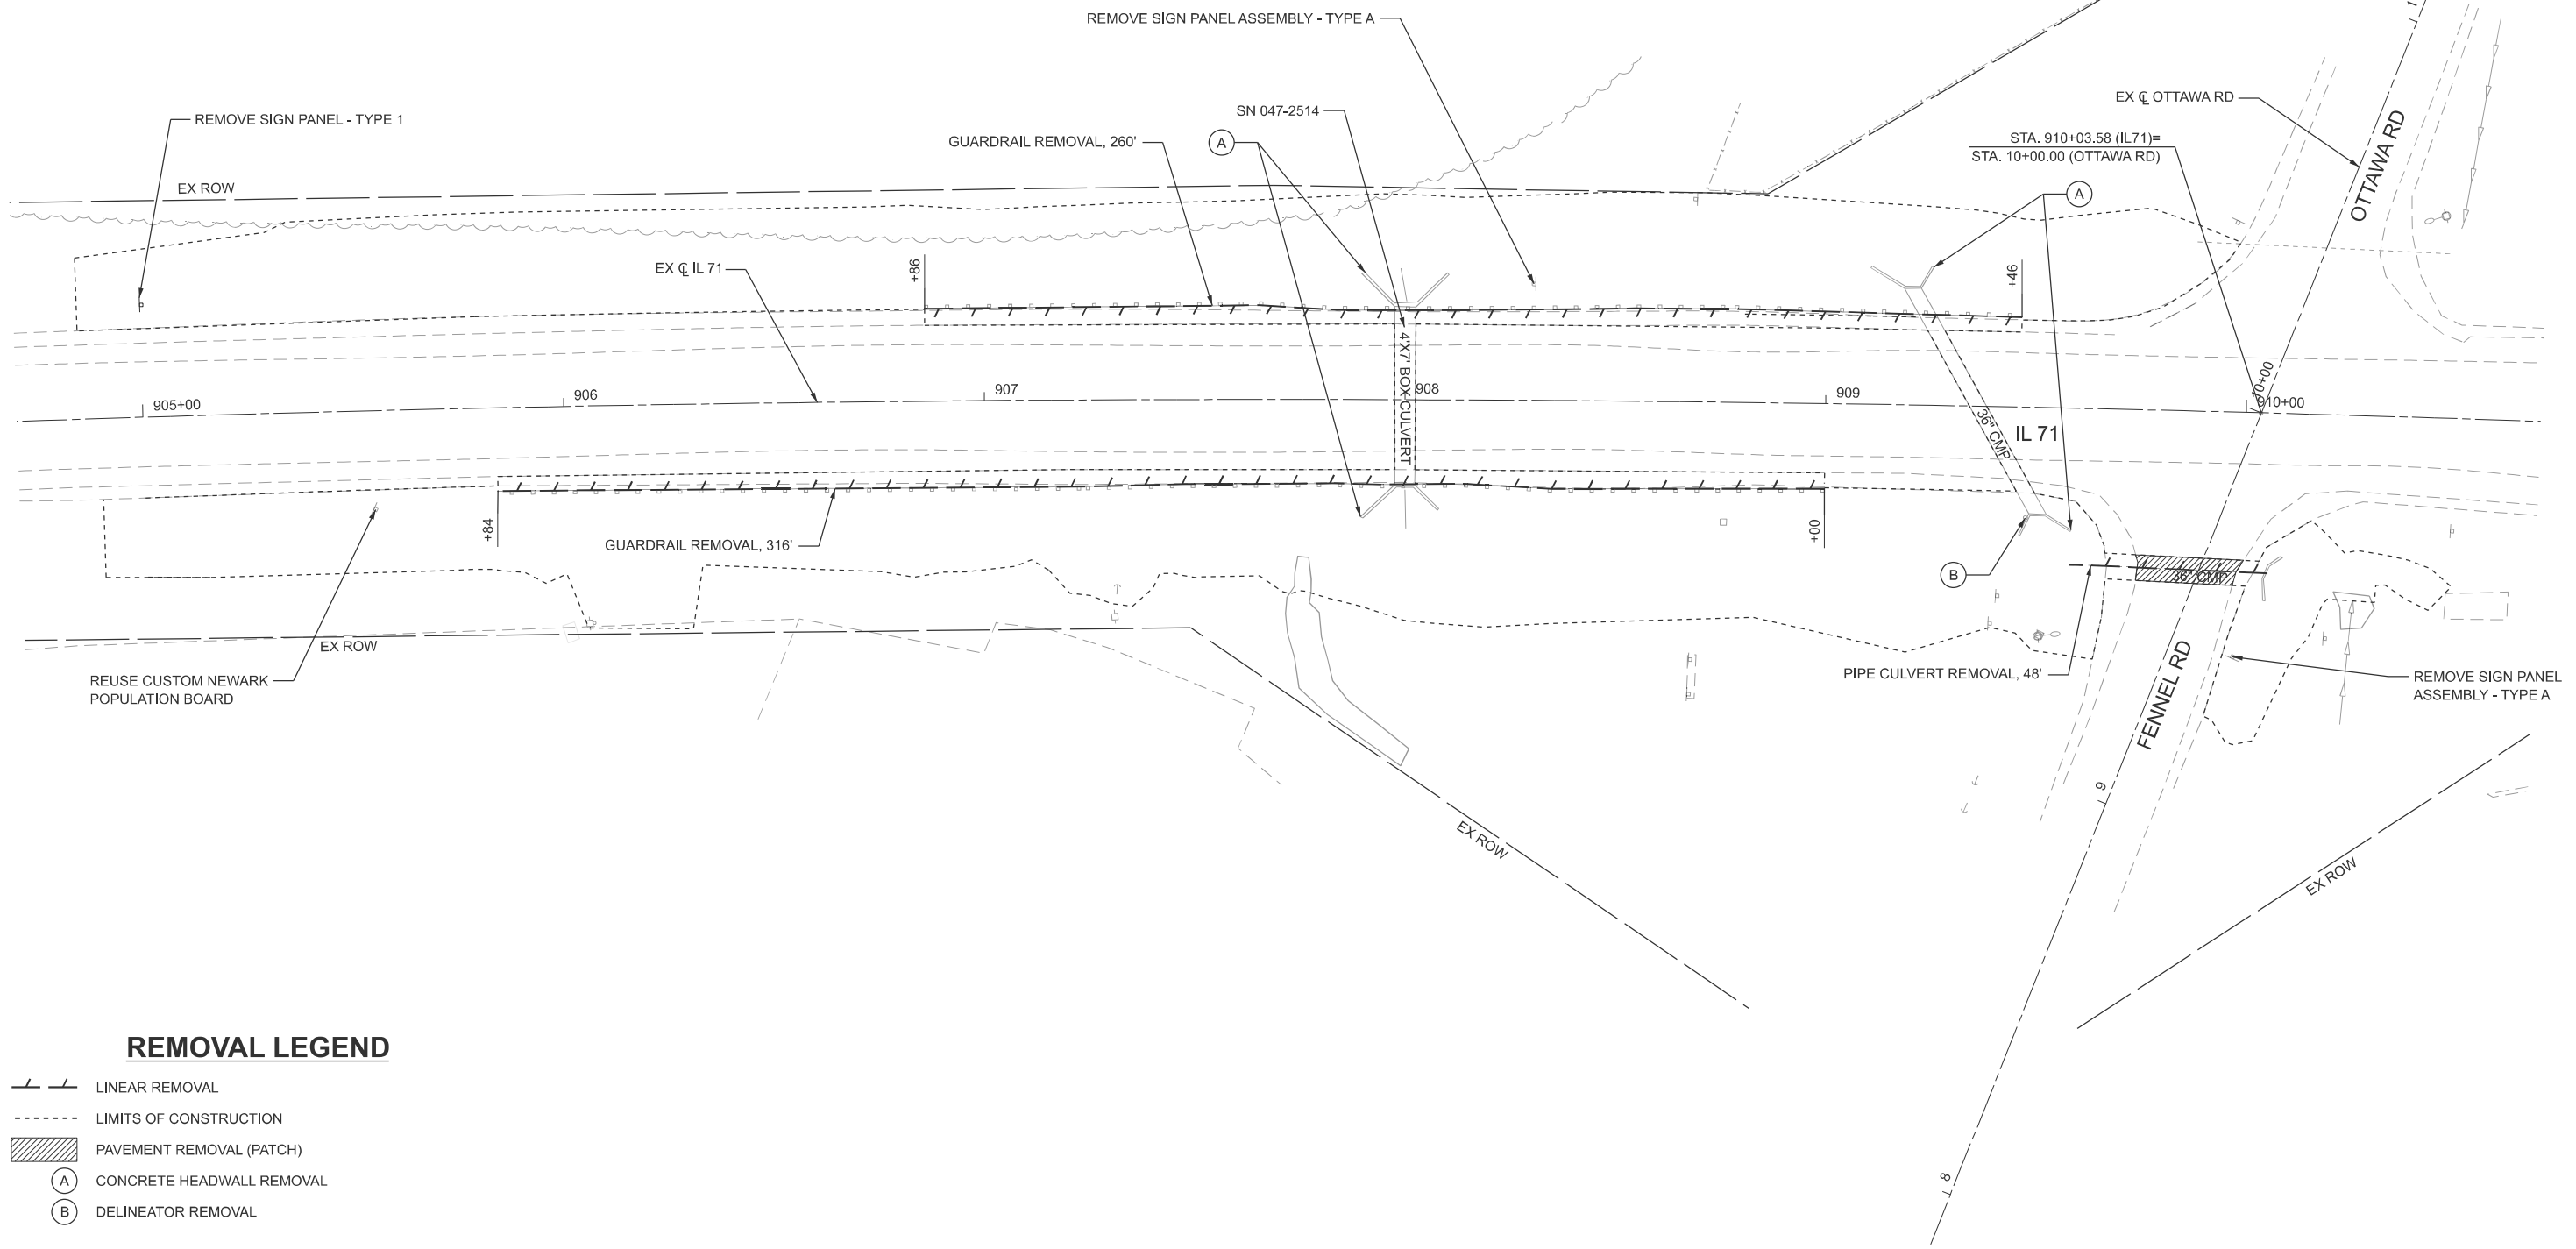 REMOVE SIGN PANEL ASSEMBLY - TYPE A
REMOVE SIGN PANEL - TYPE 1
SN 047-2514
GUARDRAIL REMOVAL, 260'
A
EX ℄ OTTAWA RD
STA. 910+03.58 (IL71)=
STA. 10+00.00 (OTTAWA RD)
OTTAWA RD
1
EX ROW
A
EX ℄ IL 71
+86
+46
4'X7' BOX CULVERT
905+00
906
907
908
909
910+00
10+00
36" CMP
IL 71
+84
+00
GUARDRAIL REMOVAL, 316'
B
36" CMP
EX ROW
REUSE CUSTOM NEWARK
POPULATION BOARD
PIPE CULVERT REMOVAL, 48'
FENNEL RD
REMOVE SIGN PANEL
ASSEMBLY - TYPE A
9
EX ROW
EX ROW
8
REMOVAL LEGEND
LINEAR REMOVAL
LIMITS OF CONSTRUCTION
PAVEMENT REMOVAL (PATCH)
A CONCRETE HEADWALL REMOVAL
B DELINEATOR REMOVAL